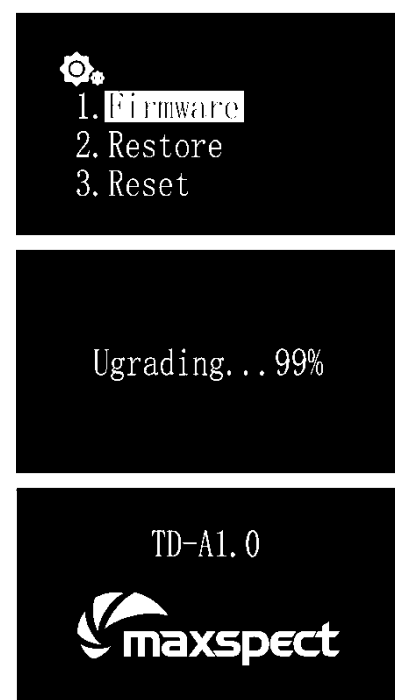 1. Firmware
2. Restore
3. Reset
Ugrading...99%
TD-A1.0
maxspect